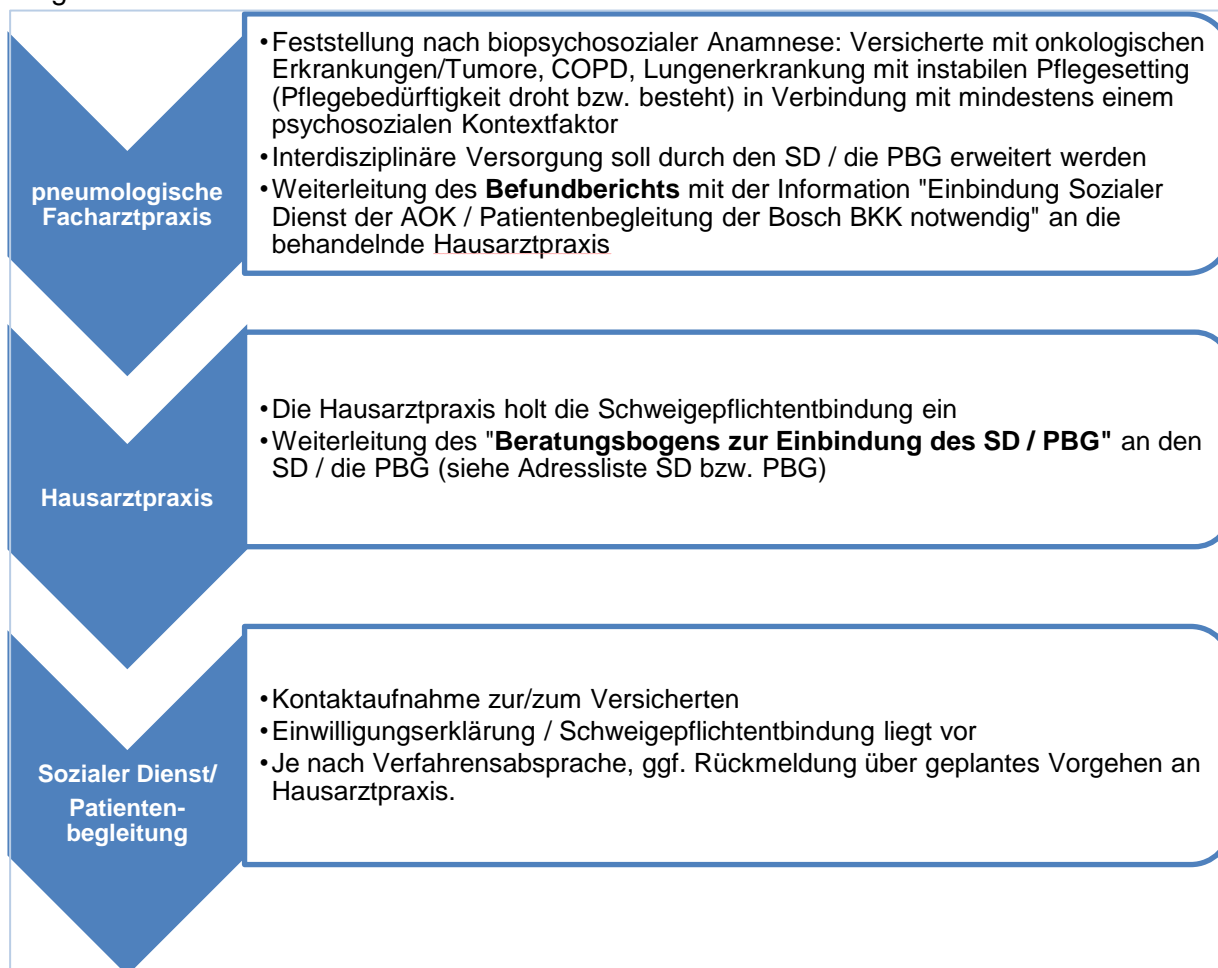 pneumologische
Facharztpraxis
•Feststellung nach biopsychosozialer Anamnese: Versicherte mit onkologischen
Erkrankungen/Tumore, COPD, Lungenerkrankung mit instabilen Pflegesetting
(Pflegebedürftigkeit droht bzw. besteht) in Verbindung mit mindestens einem
psychosozialen Kontextfaktor
•Interdisziplinäre Versorgung soll durch den SD / die PBG erweitert werden
•Weiterleitung des Befundberichts mit der Information "Einbindung Sozialer
Dienst der AOK / Patientenbegleitung der Bosch BKK notwendig" an die
behandelnde Hausarztpraxis
Hausarztpraxis
•Die Hausarztpraxis holt die Schweigepflichtentbindung ein
•Weiterleitung des "Beratungsbogens zur Einbindung des SD / PBG" an den
SD / die PBG (siehe Adressliste SD bzw. PBG)
Sozialer Dienst/
Patienten-
begleitung
•Kontaktaufnahme zur/zum Versicherten
•Einwilligungserklärung / Schweigepflichtentbindung liegt vor
•Je nach Verfahrensabsprache, ggf. Rückmeldung über geplantes Vorgehen an
Hausarztpraxis.